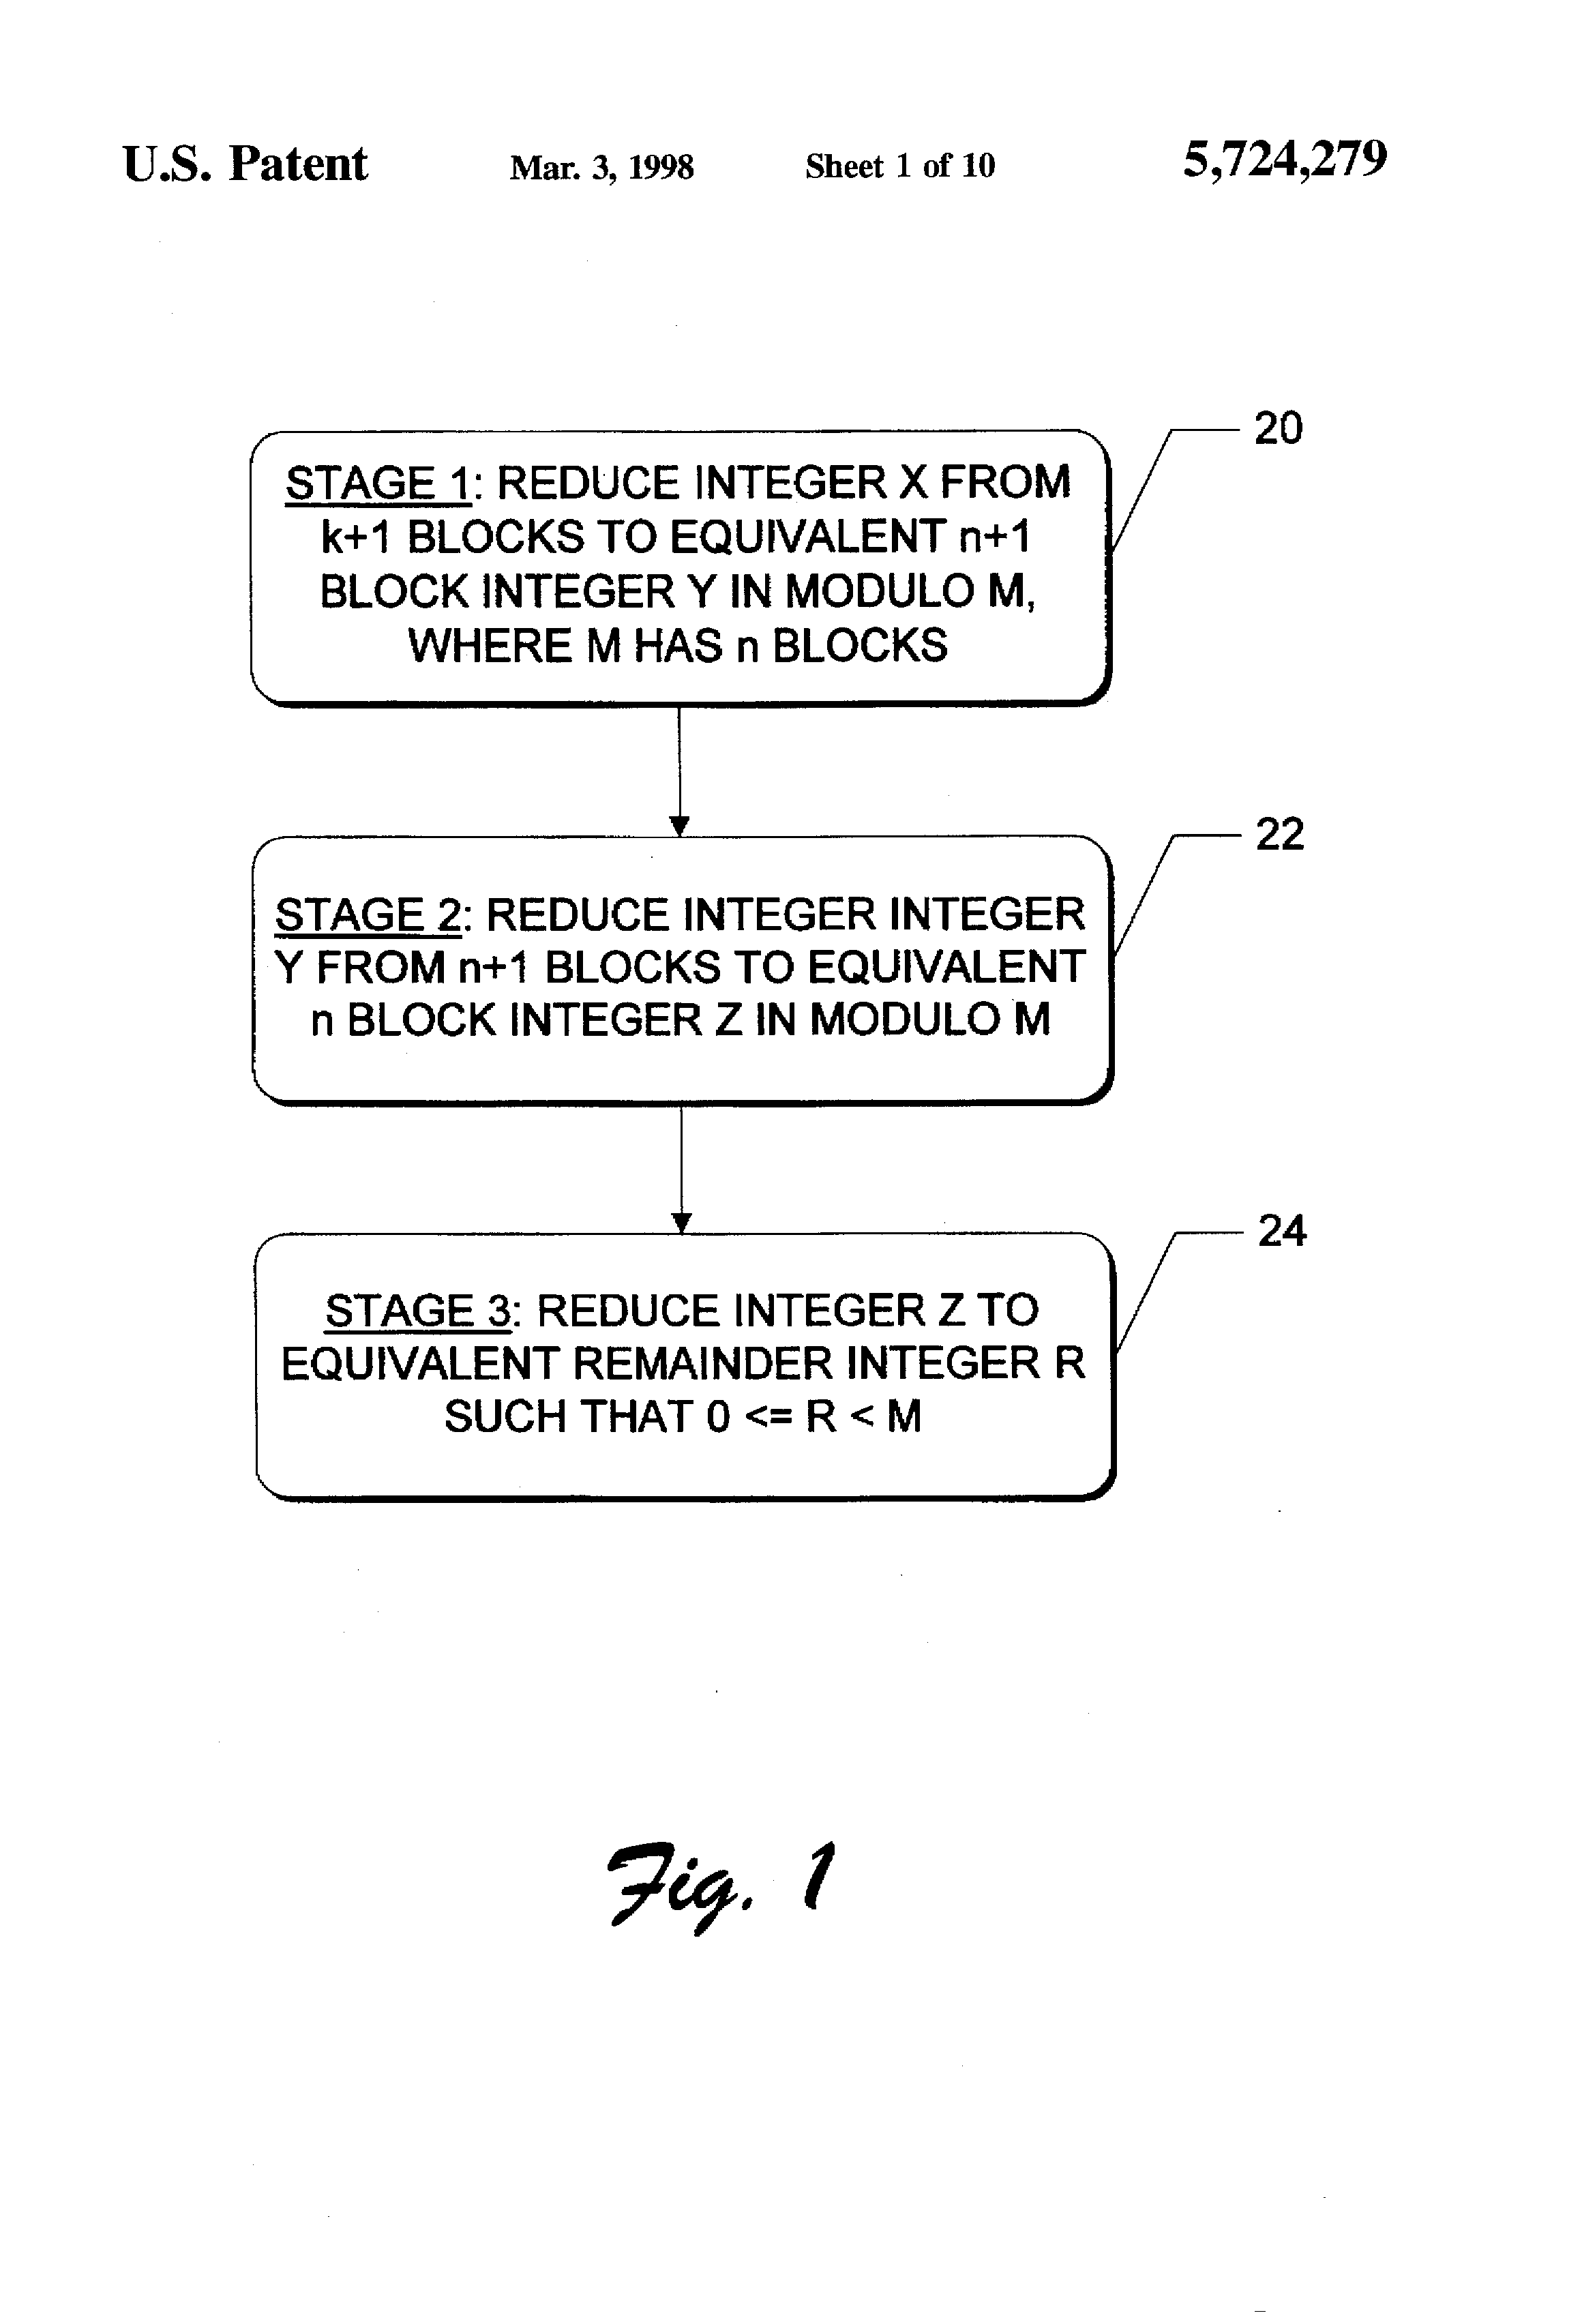 U.S. Patent Mar. 3, 1998 Sheet 1 of 10 5,724,279
20
STAGE 1: REDUCE INTEGER X FROM
k+1 BLOCKS TO EQUIVALENT n+1
BLOCK INTEGER Y IN MODULO M,
WHERE M HAS n BLOCKS
22
STAGE 2: REDUCE INTEGER INTEGER
Y FROM n+1 BLOCKS TO EQUIVALENT
n BLOCK INTEGER Z IN MODULO M
24
STAGE 3: REDUCE INTEGER Z TO
EQUIVALENT REMAINDER INTEGER R
SUCH THAT 0 <= R < M
Fig. 1